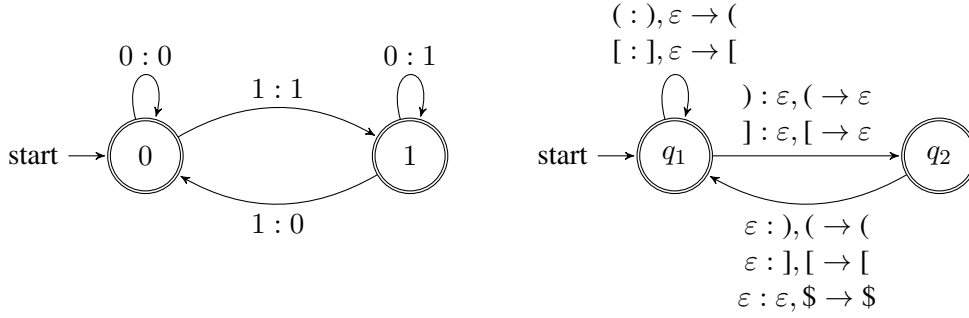 0 : 0
1 : 1
0 : 1
start
0
1
1 : 0
( : ), ε → (
[ : ], ε → [
) : ε, ( → ε
] : ε, [ → ε
start
q₁
q₂
ε : ), ( → (
ε : ], [ → [
ε : ε, $ → $